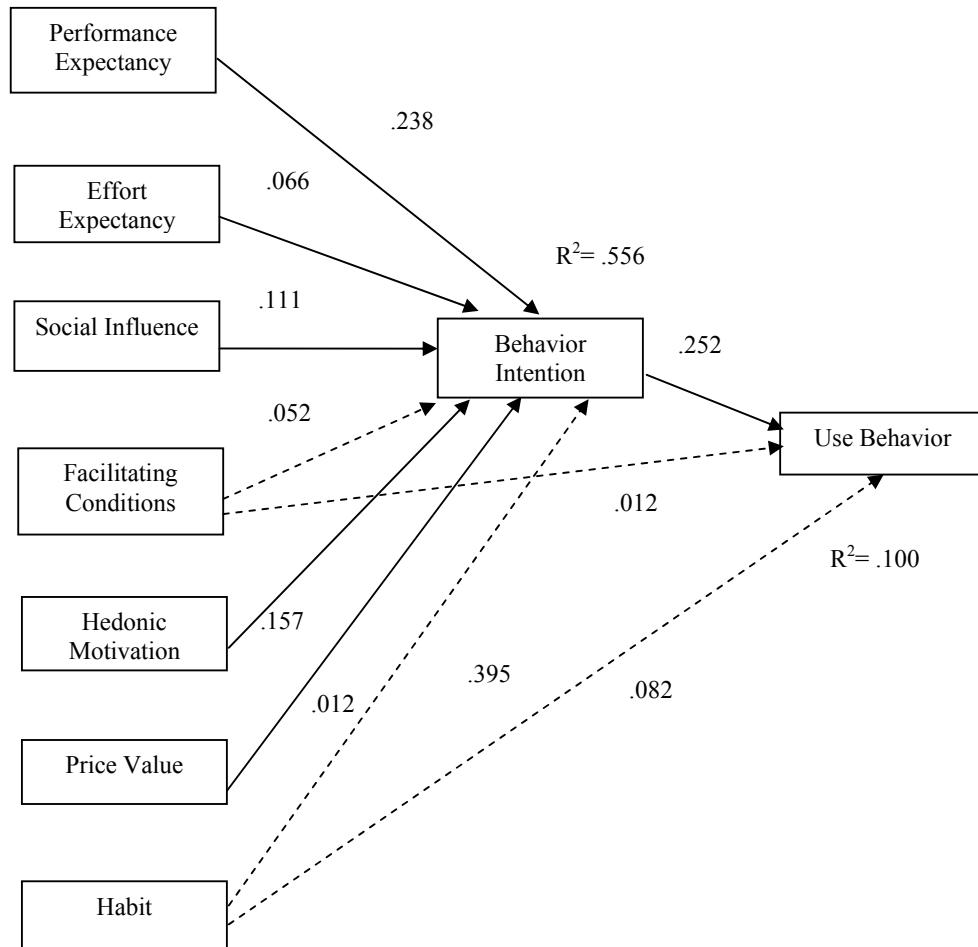 Performance
Expectancy
.238
.066
Effort
Expectancy
R²= .556
.111
Social Influence
Behavior
Intention
.252
.052
Use Behavior
Facilitating
Conditions
.012
R²= .100
Hedonic
Motivation
.157
.395
.082
.012
Price Value
Habit